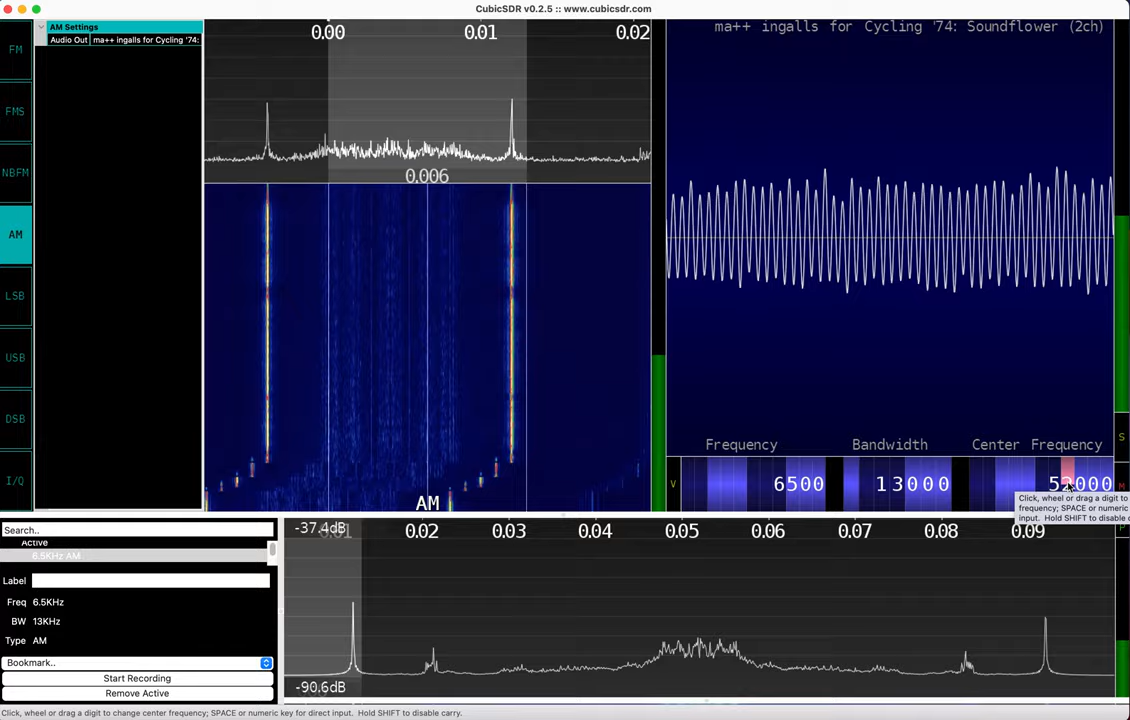 CubicSDR v0.2.5 :: www.cubicsdr.com
FM
FMS
NBFM
AM
LSB
USB
DSB
I/Q
AM Settings
Audio Out ma++ ingalls for Cycling '74:
0.00 0.01 0.02
0.006
AM
ma++ ingalls for Cycling '74: Soundflower (2ch)
Frequency Bandwidth Center Frequency
V 6500 13000 52000
S
M
Click, wheel or drag a digit to
frequency; SPACE or numeric
input. Hold SHIFT to disable c
Search..
Active
6.5KHz AM
Label
Freq 6.5KHz
BW 13KHz
Type AM
Bookmark..
Start Recording
Remove Active
-37.4dB
0.01 0.02 0.03 0.04 0.05 0.06 0.07 0.08 0.09
-90.6dB
Click, wheel or drag a digit to change center frequency; SPACE or numeric key for direct input. Hold SHIFT to disable carry.